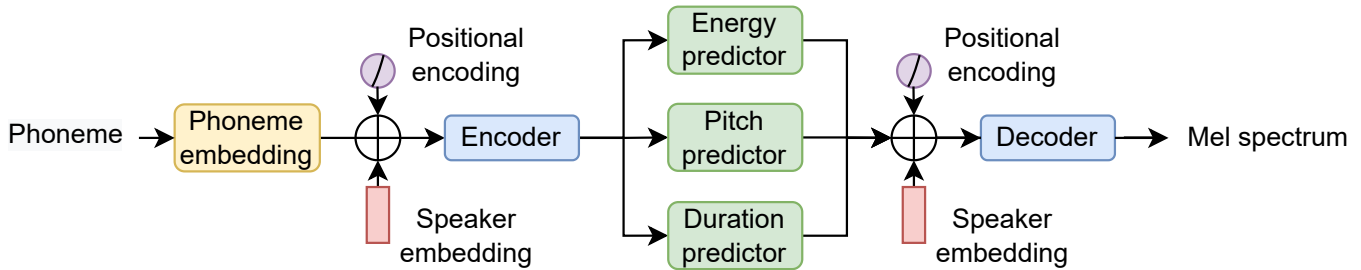 Phoneme
Phoneme
embedding
Positional
encoding
Speaker
embedding
Encoder
Energy
predictor
Pitch
predictor
Duration
predictor
Positional
encoding
Speaker
embedding
Decoder
Mel spectrum